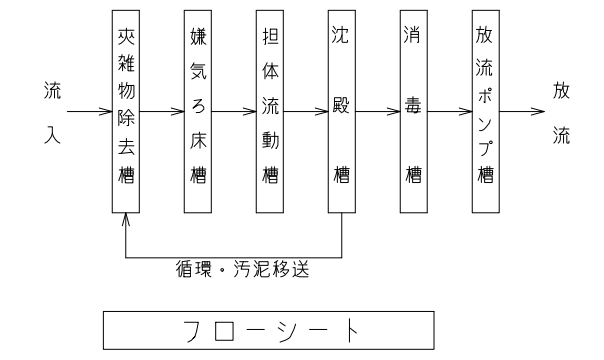 流入
夾雑物除去槽
嫌気ろ床槽
担体流動槽
沈殿槽
消毒槽
放流ポンプ槽
放流
循環・汚泥移送
フローシート